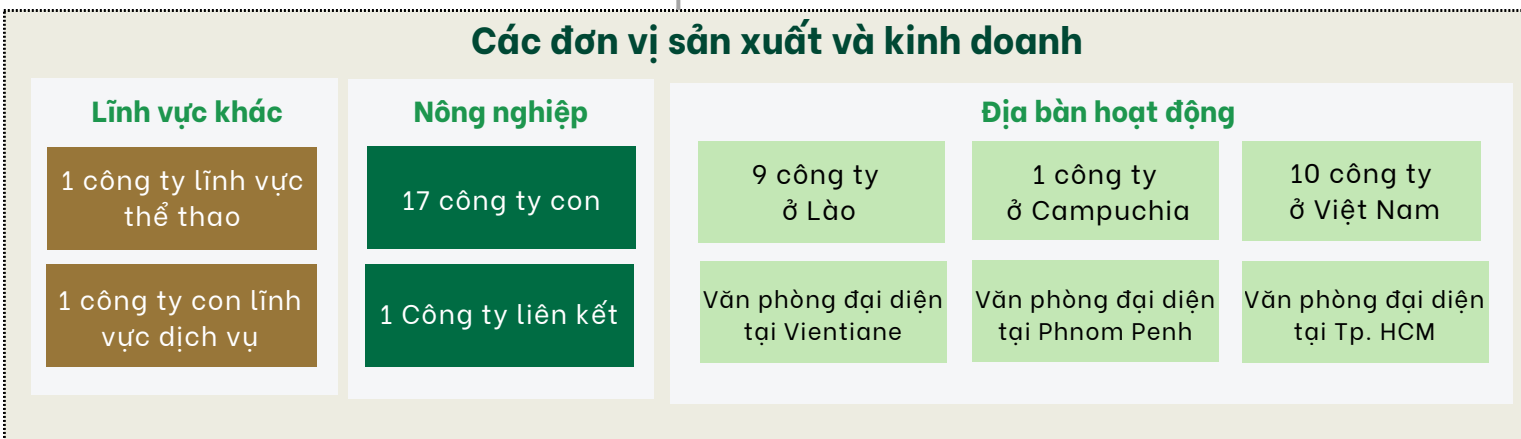 Các đơn vị sản xuất và kinh doanh
Lĩnh vực khác
1 công ty lĩnh vực
thể thao
1 công ty con lĩnh
vực dịch vụ
Nông nghiệp
17 công ty con
1 Công ty liên kết
Địa bàn hoạt động
9 công ty
ở Lào
1 công ty
ở Campuchia
10 công ty
ở Việt Nam
Văn phòng đại diện
tại Vientiane
Văn phòng đại diện
tại Phnom Penh
Văn phòng đại diện
tại Tp. HCM